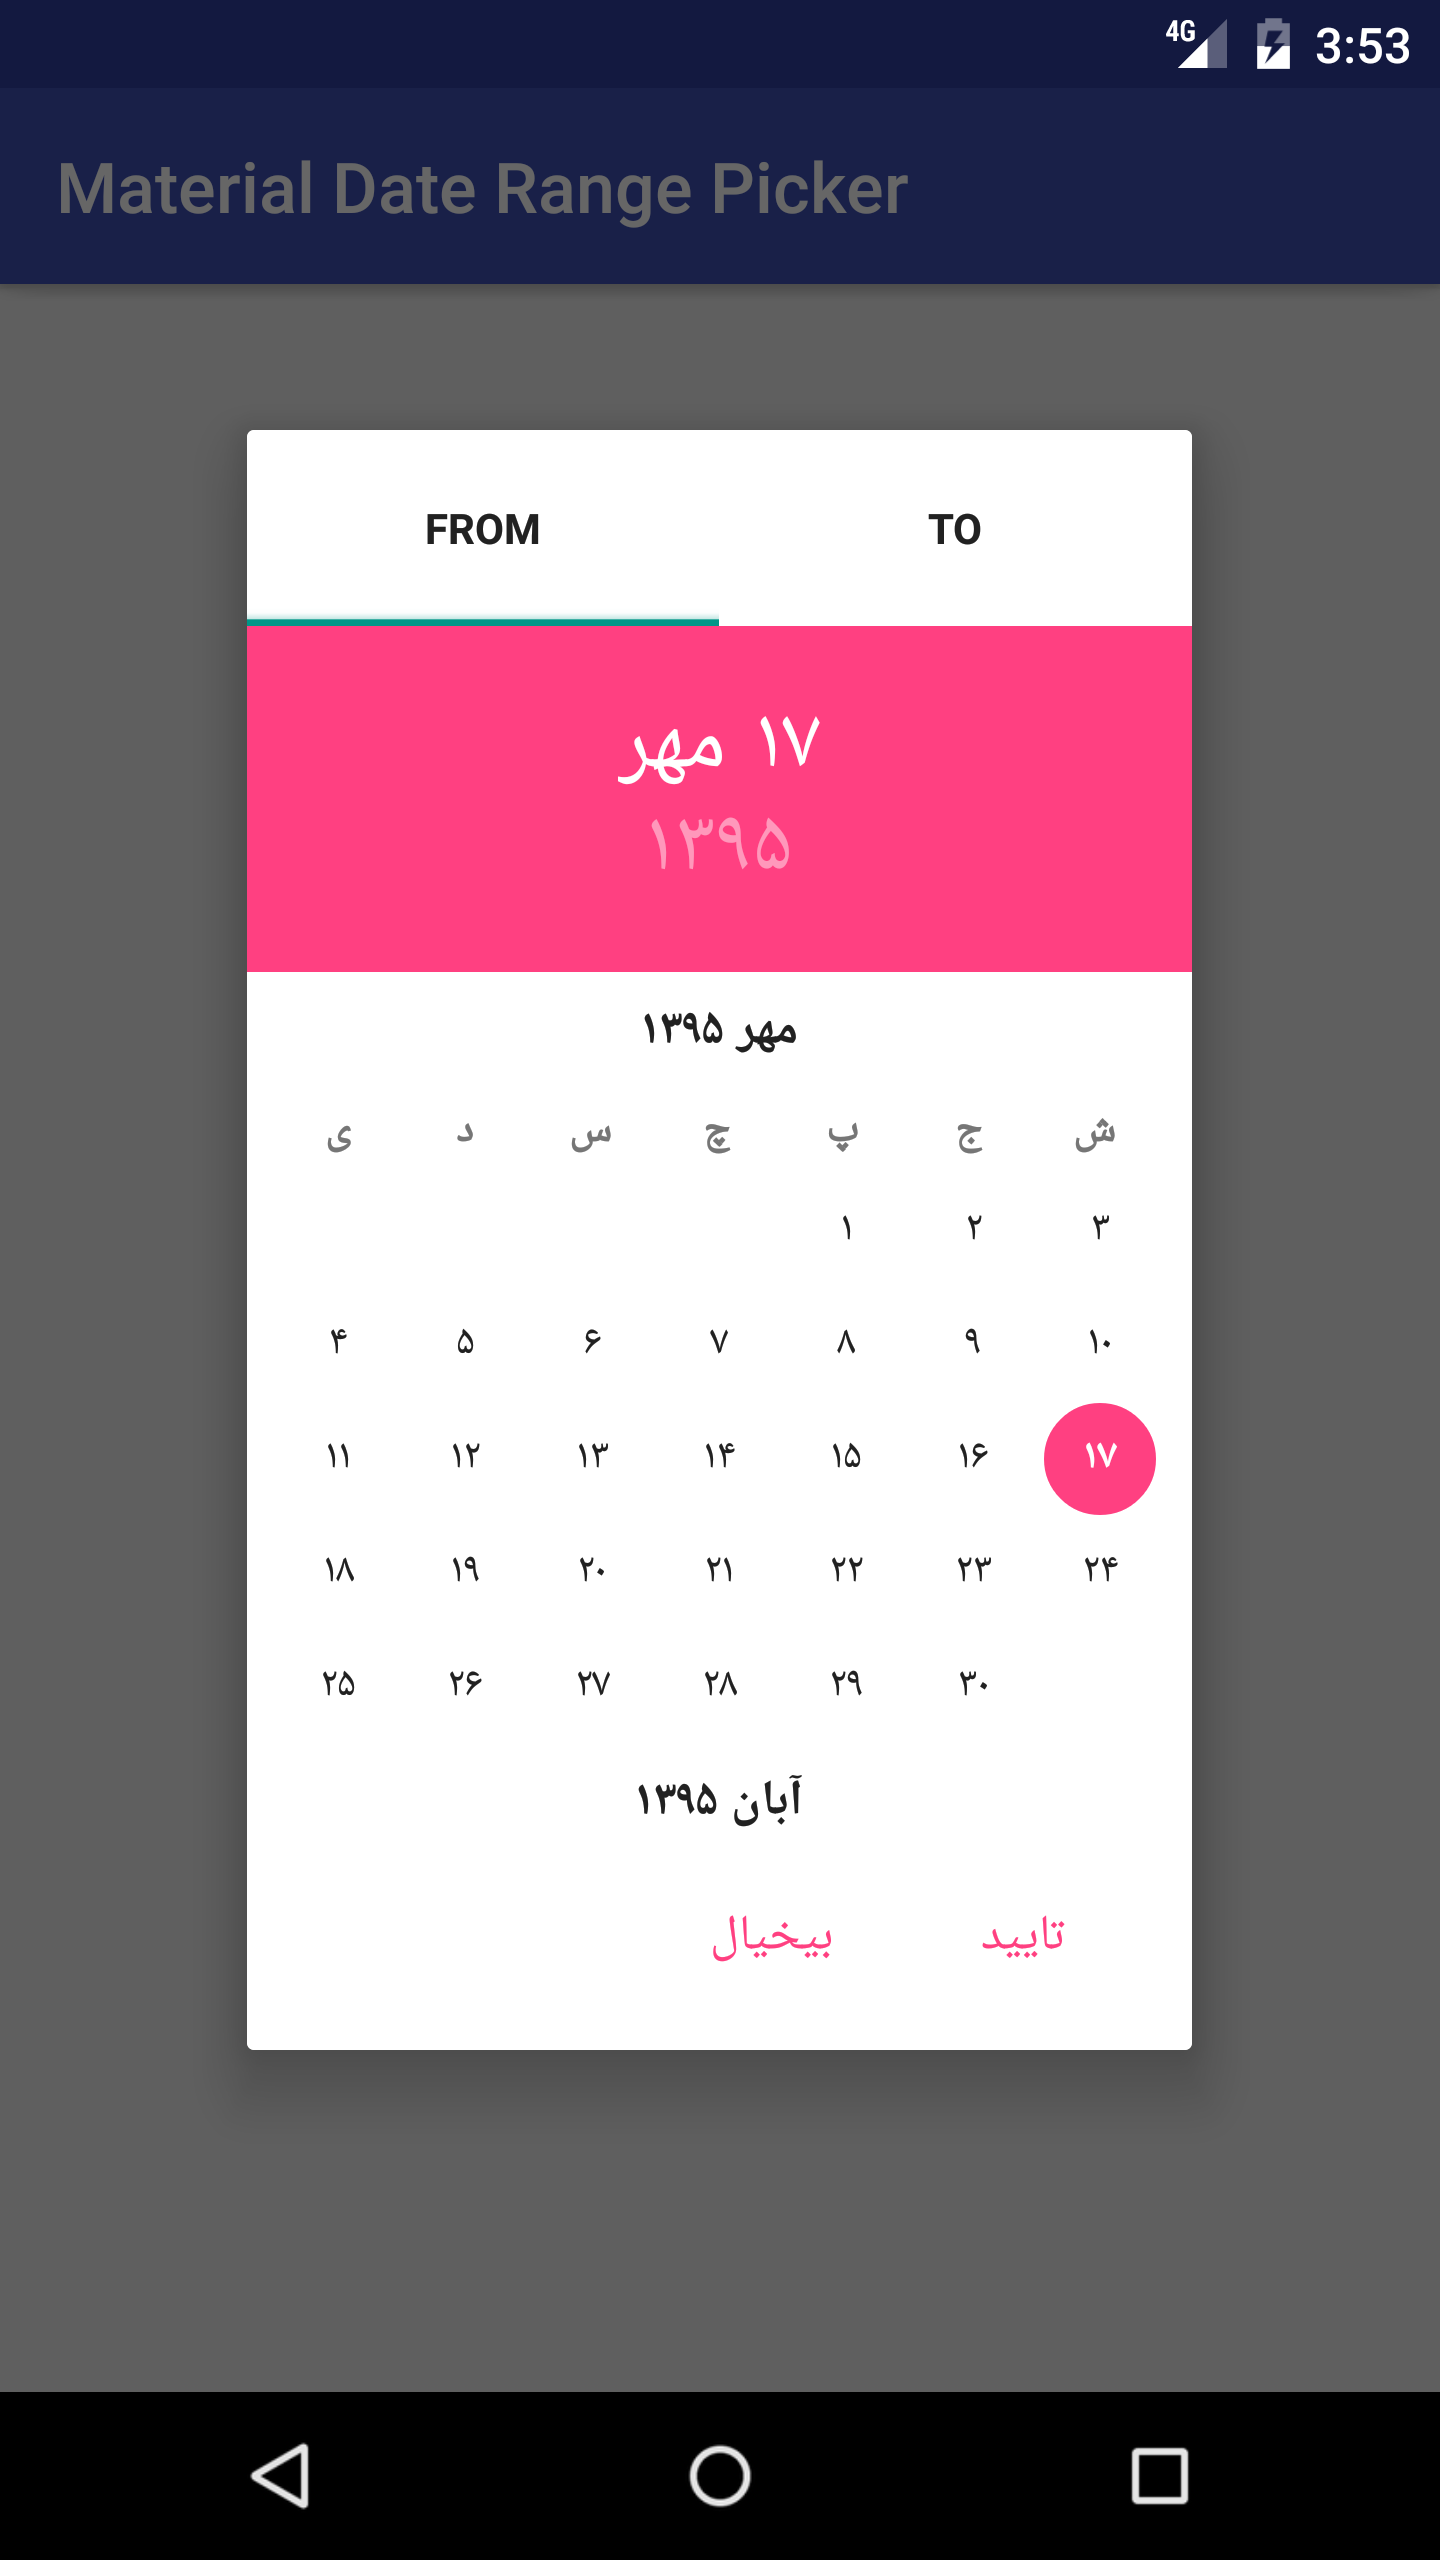 4G 3:53
Material Date Range Picker
FROM TO
۱۷ مهر
۱۳۹۵
مهر ۱۳۹۵
ی د س چ پ ج ش
۱ ۲ ۳
۴ ۵ ۶ ۷ ۸ ۹ ۱۰
۱۱ ۱۲ ۱۳ ۱۴ ۱۵ ۱۶ ۱۷
۱۸ ۱۹ ۲۰ ۲۱ ۲۲ ۲۳ ۲۴
۲۵ ۲۶ ۲۷ ۲۸ ۲۹ ۳۰
آبان ۱۳۹۵
بیخیال تایید